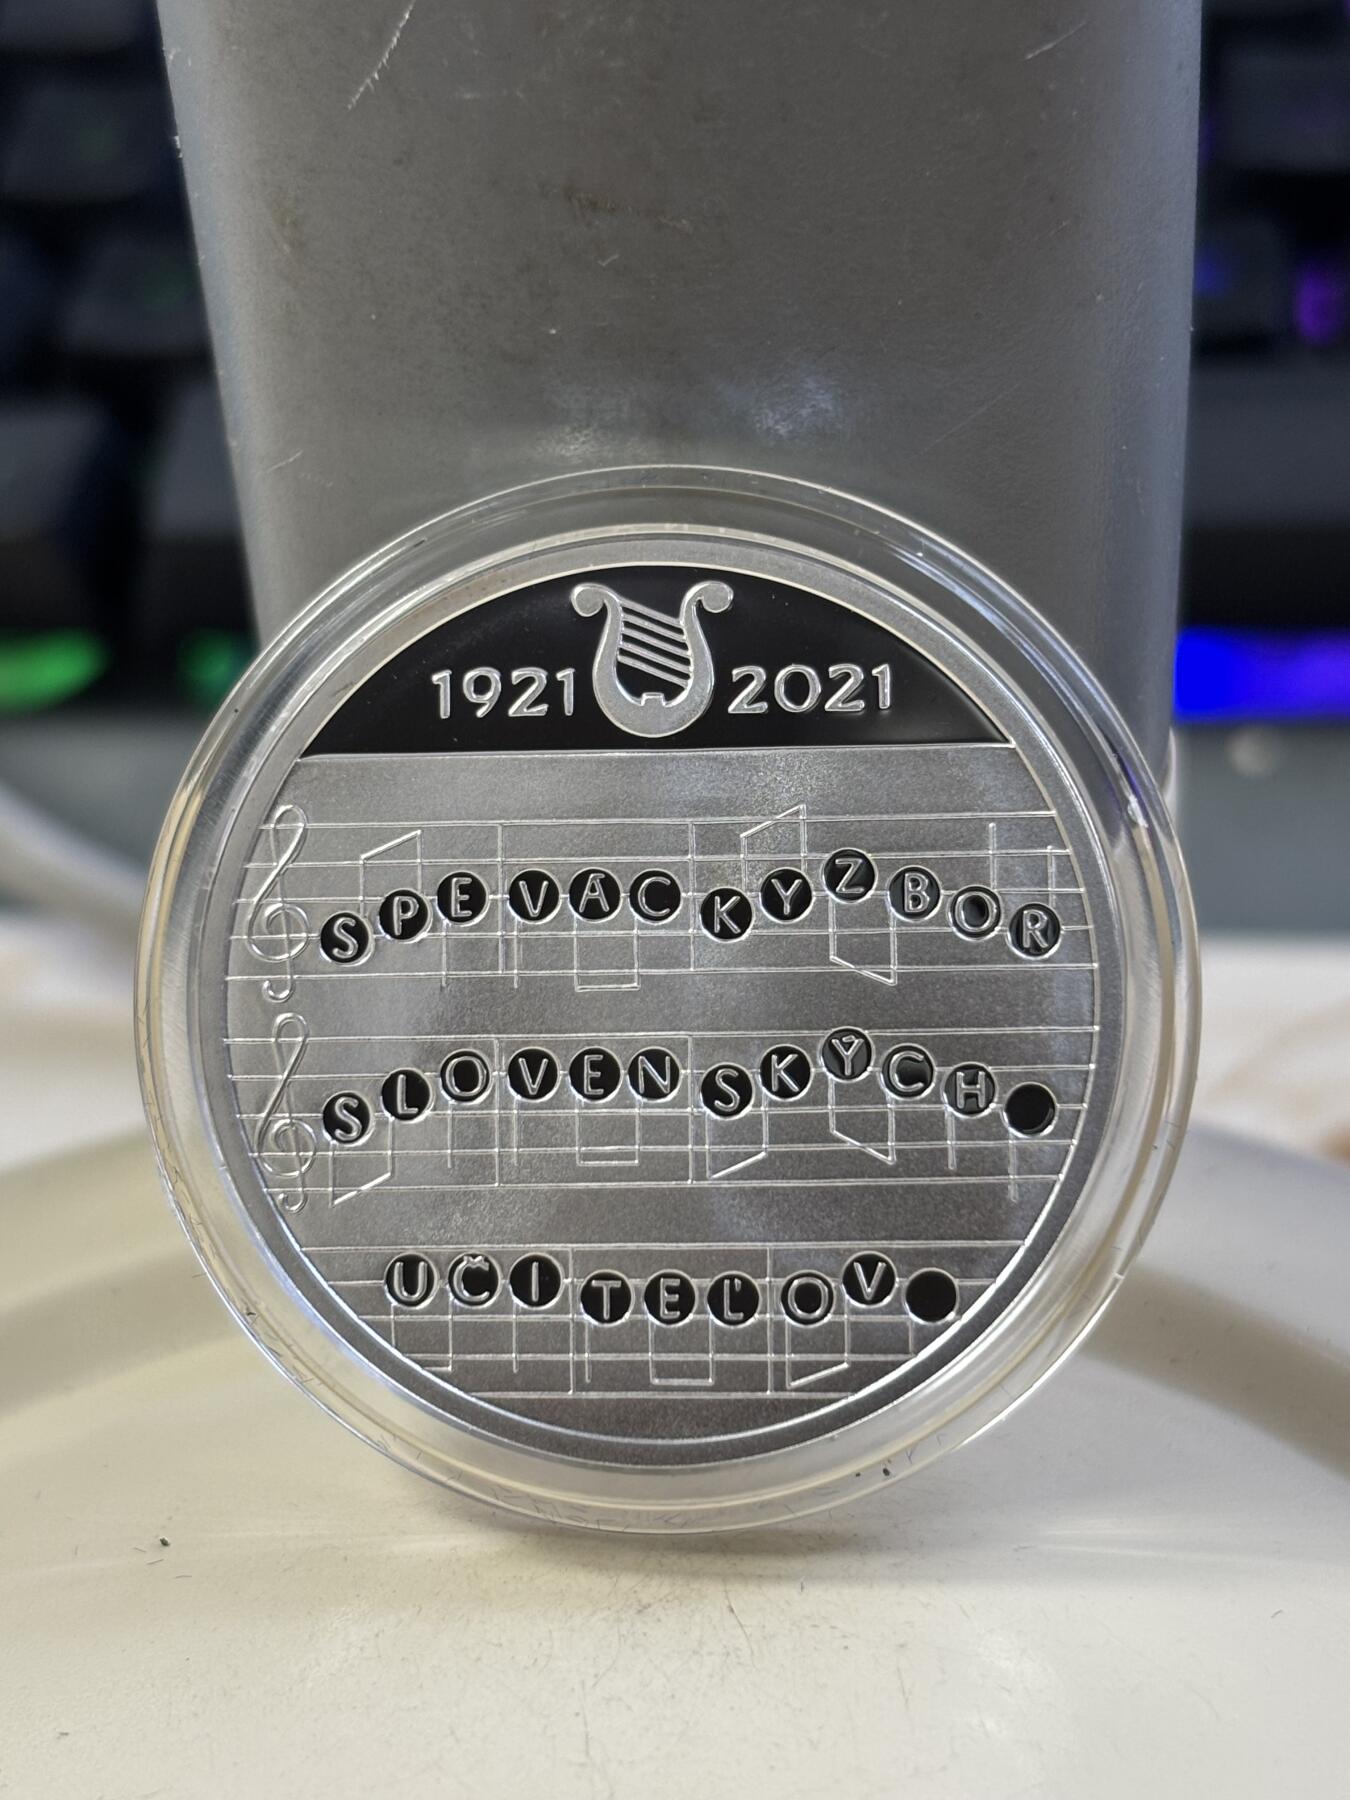 1921 2021
SPEVÁCKY ZBOR
SLOVENSKÝCH
UČITEĽOV